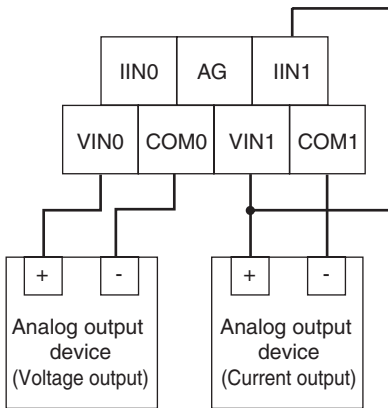 IIN0 AG IIN1
VIN0 COM0 VIN1 COM1
+ - + -
Analog output
device
(Voltage output)
Analog output
device
(Current output)